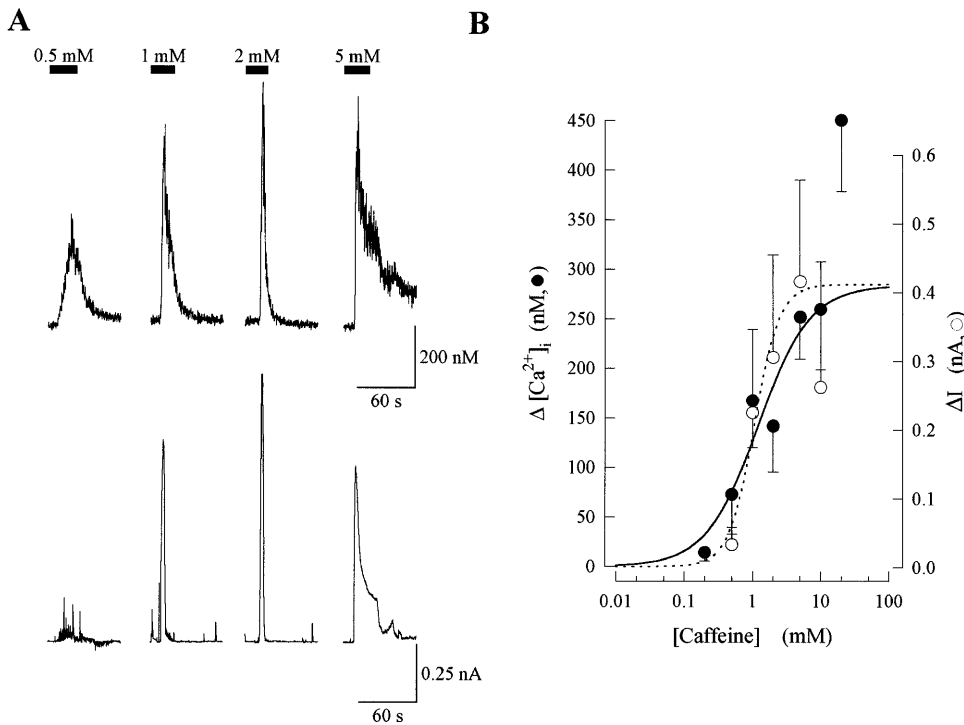 A
0.5 mM 1 mM 2 mM 5 mM
200 nM
60 s
0.25 nA
60 s
B
Δ [Ca²⁺]ᵢ (nM, ●)
450
400
350
300
250
200
150
100
50
0
0.6
0.5
0.4
0.3
0.2
0.1
0.0
ΔI (nA, ○)
0.01 0.1 1 10 100
[Caffeine] (mM)